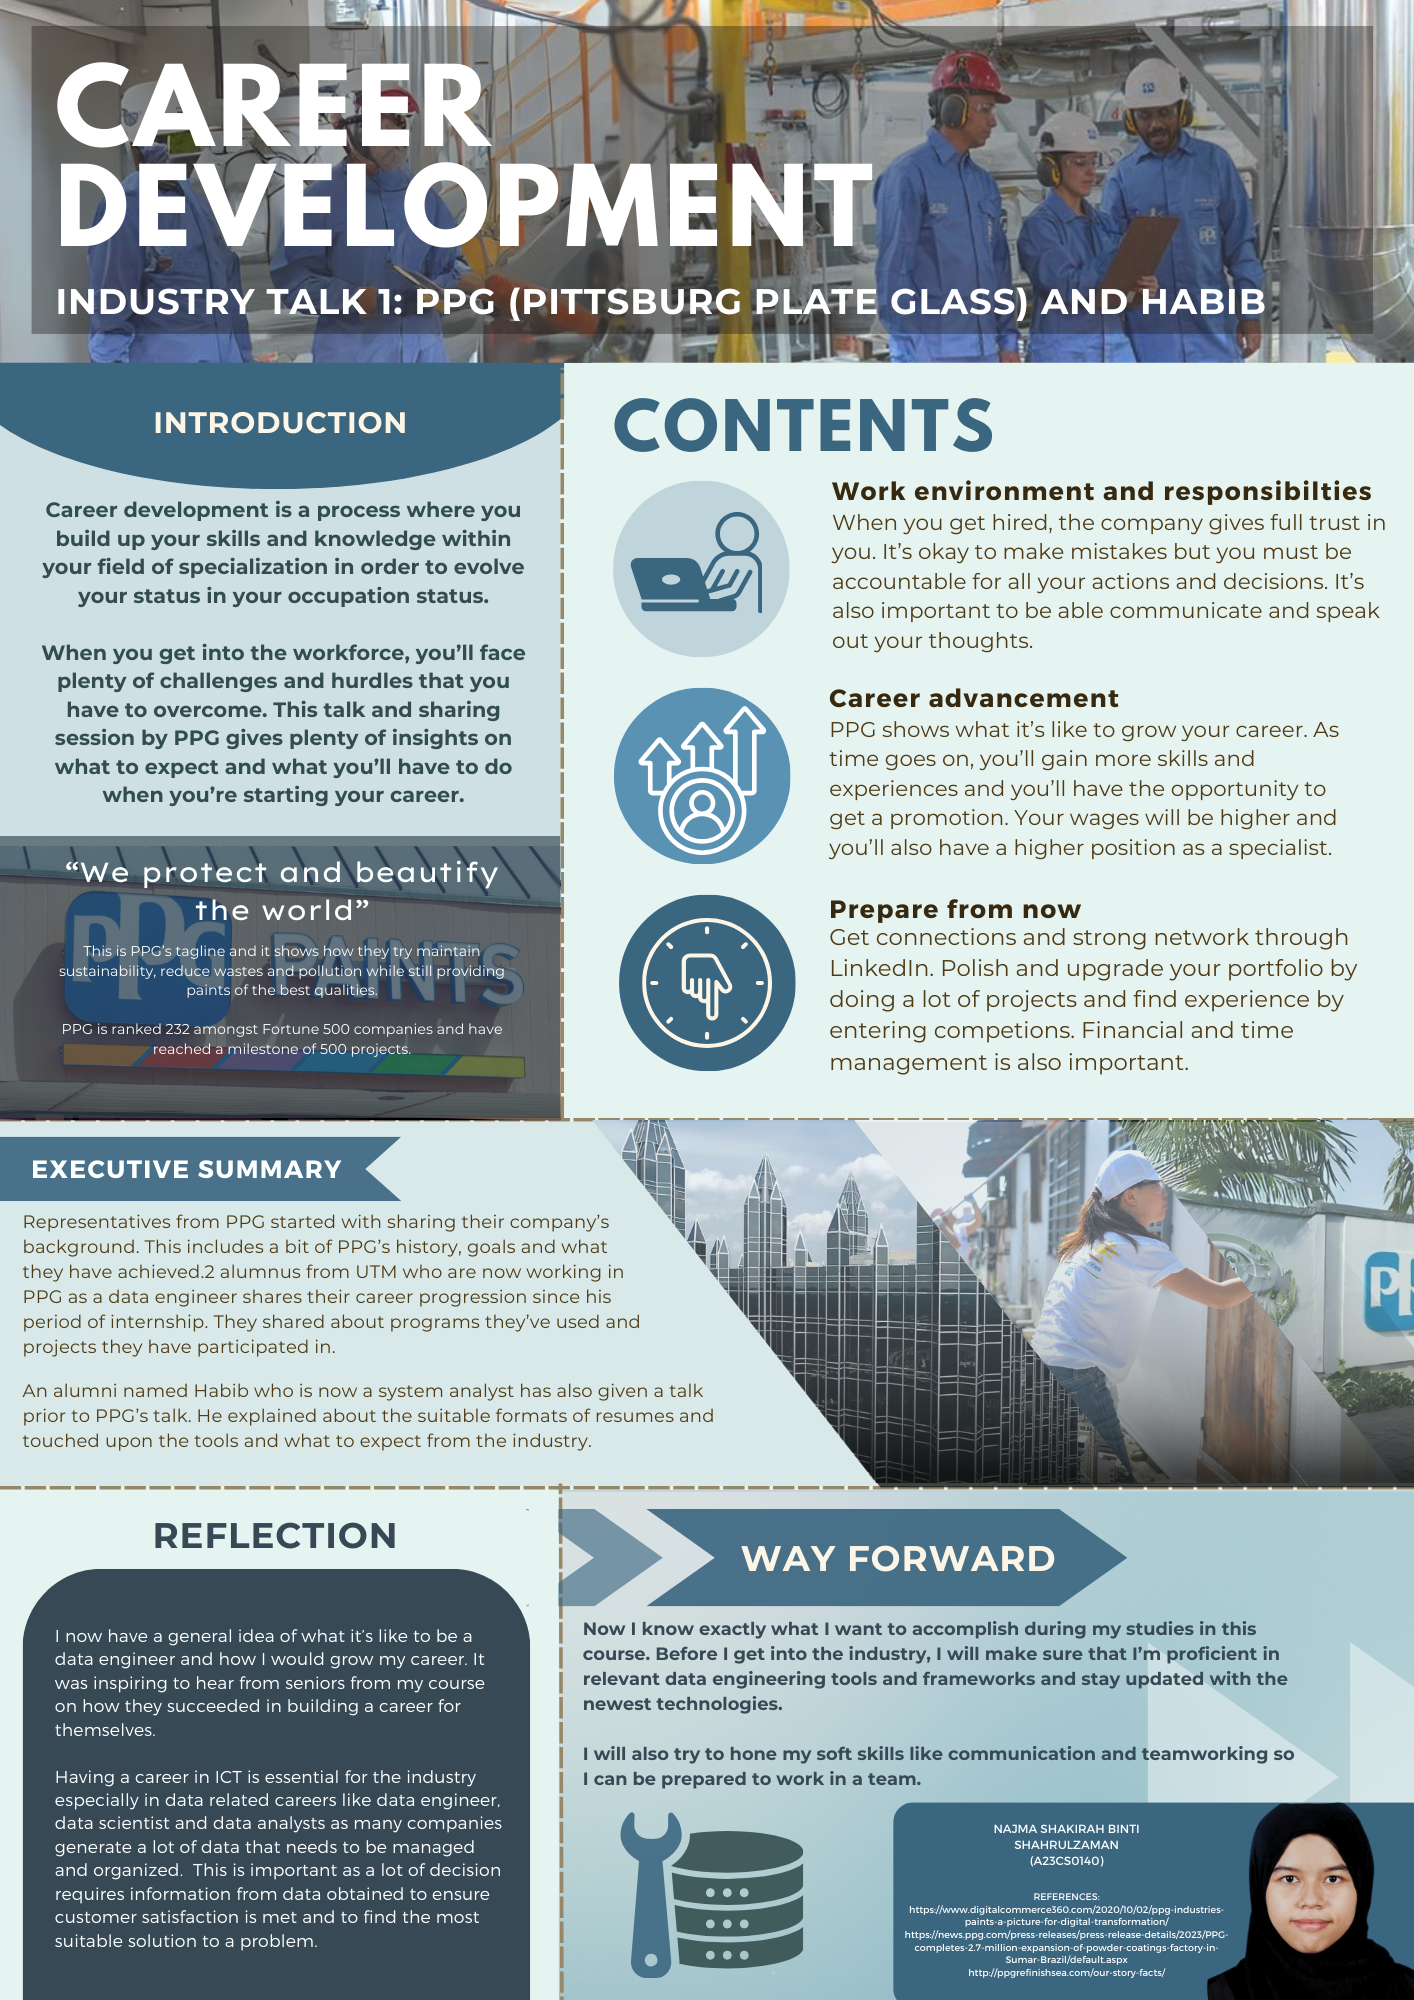 CAREER
DEVELOPMENT
INDUSTRY TALK 1: PPG (PITTSBURG PLATE GLASS) AND HABIB
INTRODUCTION
Career development is a process where you
build up your skills and knowledge within
your field of specialization in order to evolve
your status in your occupation status.
When you get into the workforce, you’ll face
plenty of challenges and hurdles that you
have to overcome. This talk and sharing
session by PPG gives plenty of insights on
what to expect and what you’ll have to do
when you’re starting your career.
“We protect and beautify
the world”
This is PPG’s tagline and it shows how they try maintain
sustainability, reduce wastes and pollution while still providing
paints of the best qualities.
PPG is ranked 232 amongst Fortune 500 companies and have
reached a milestone of 500 projects.
PPG PAINTS
CONTENTS
Work environment and responsibilties
When you get hired, the company gives full trust in
you. It’s okay to make mistakes but you must be
accountable for all your actions and decisions. It’s
also important to be able communicate and speak
out your thoughts.
Career advancement
PPG shows what it’s like to grow your career. As
time goes on, you’ll gain more skills and
experiences and you’ll have the opportunity to
get a promotion. Your wages will be higher and
you’ll also have a higher position as a specialist.
Prepare from now
Get connections and strong network through
LinkedIn. Polish and upgrade your portfolio by
doing a lot of projects and find experience by
entering competions. Financial and time
management is also important.
EXECUTIVE SUMMARY
Representatives from PPG started with sharing their company’s
background. This includes a bit of PPG’s history, goals and what
they have achieved.2 alumnus from UTM who are now working in
PPG as a data engineer shares their career progression since his
period of internship. They shared about programs they’ve used and
projects they have participated in.
An alumni named Habib who is now a system analyst has also given a talk
prior to PPG’s talk. He explained about the suitable formats of resumes and
touched upon the tools and what to expect from the industry.
REFLECTION
I now have a general idea of what it’s like to be a
data engineer and how I would grow my career. It
was inspiring to hear from seniors from my course
on how they succeeded in building a career for
themselves.
Having a career in ICT is essential for the industry
especially in data related careers like data engineer,
data scientist and data analysts as many companies
generate a lot of data that needs to be managed
and organized.  This is important as a lot of decision
requires information from data obtained to ensure
customer satisfaction is met and to find the most
suitable solution to a problem.
WAY FORWARD
Now I know exactly what I want to accomplish during my studies in this
course. Before I get into the industry, I will make sure that I’m proficient in
relevant data engineering tools and frameworks and stay updated with the
newest technologies.
I will also try to hone my soft skills like communication and teamworking so
I can be prepared to work in a team.
NAJMA SHAKIRAH BINTI
SHAHRULZAMAN
(A23CS0140)
REFERENCES:
https://www.digitalcommerce360.com/2020/10/02/ppg-industries-
paints-a-picture-for-digital-transformation/
https://news.ppg.com/press-releases/press-release-details/2023/PPG-
completes-2.7-million-expansion-of-powder-coatings-factory-in-
Sumar-Brazil/default.aspx
http://ppgrefinishsea.com/our-story-facts/